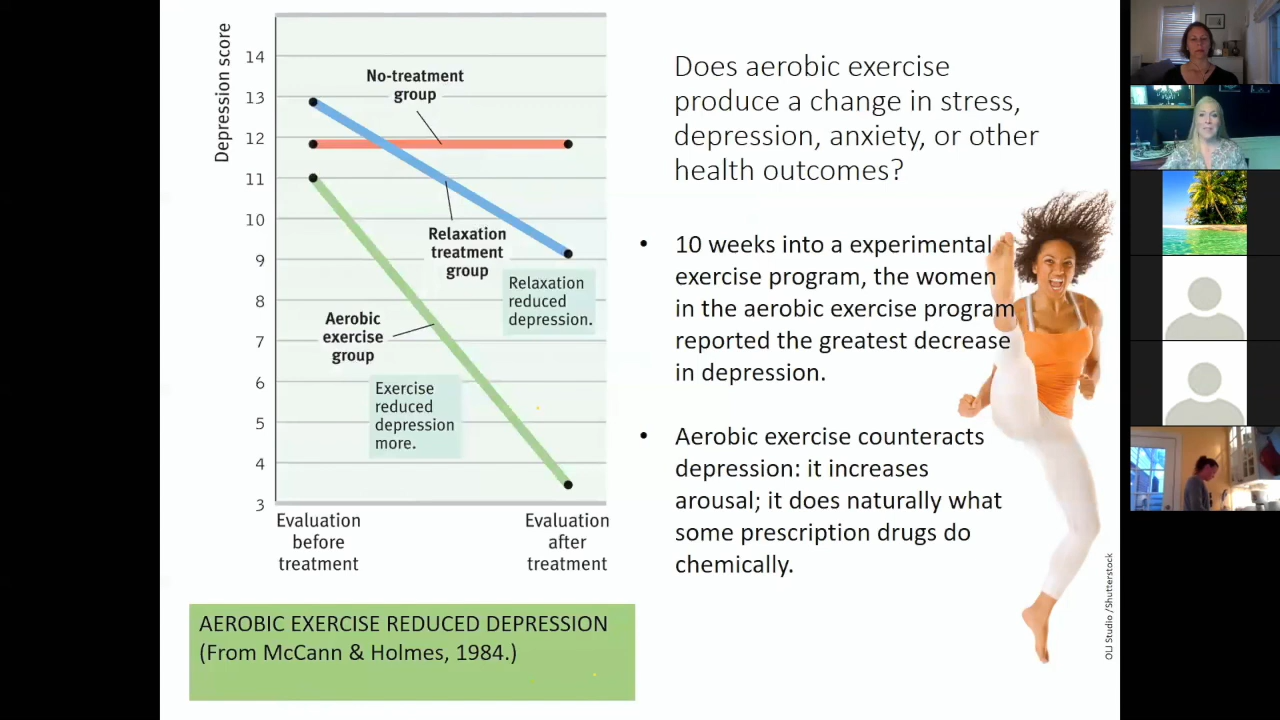 Depression score
14
13
12
11
10
9
8
7
6
5
4
3
No-treatment
group
Relaxation
treatment
group
Relaxation
reduced
depression.
Aerobic
exercise
group
Exercise
reduced
depression
more.
Evaluation
before
treatment
Evaluation
after
treatment
AEROBIC EXERCISE REDUCED DEPRESSION
(From McCann & Holmes, 1984.)
Does aerobic exercise
produce a change in stress,
depression, anxiety, or other
health outcomes?
• 10 weeks into a experimental
exercise program, the women
in the aerobic exercise program
reported the greatest decrease
in depression.
• Aerobic exercise counteracts
depression: it increases
arousal; it does naturally what
some prescription drugs do
chemically.
OLJ Studio/Shutterstock